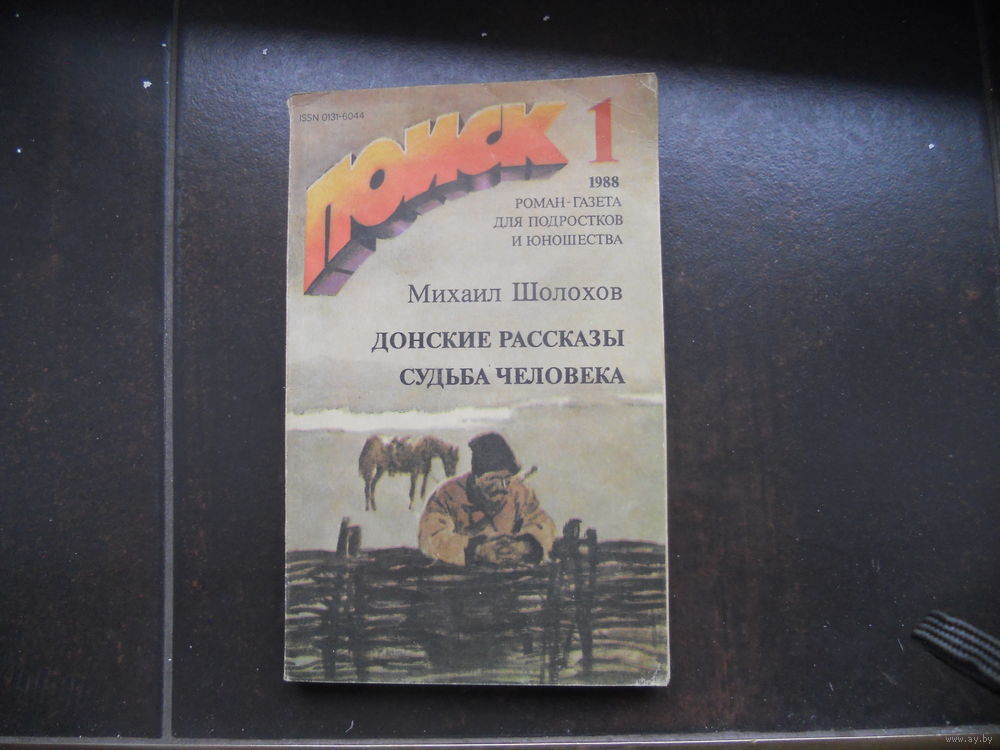 ISSN 0131-6044
ПОИСК 1
1988
РОМАН-ГАЗЕТА
ДЛЯ ПОДРОСТКОВ
И ЮНОШЕСТВА
Михаил Шолохов
ДОНСКИЕ РАССКАЗЫ
СУДЬБА ЧЕЛОВЕКА
www.ay.by